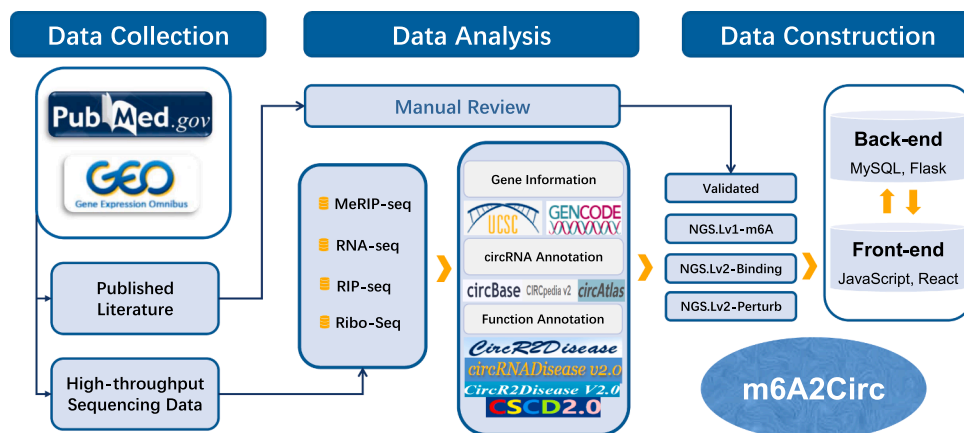 Data Collection
Data Analysis
Data Construction
PubMed.gov
GEO
Gene Expression Omnibus
Published
Literature
High-throughput
Sequencing Data
Manual Review
MeRIP-seq
RNA-seq
RIP-seq
Ribo-Seq
Gene Information
UCSC
GENCODE
circRNA Annotation
circBase CIRCpedia v2 circAtlas
Function Annotation
CircR2Disease
circRNADisease v2.0
CircR2Disease V2.0
CSCD2.0
Validated
NGS.Lv1-m6A
NGS.Lv2-Binding
NGS.Lv2-Perturb
Back-end
MySQL, Flask
Front-end
JavaScript, React
m6A2Circ